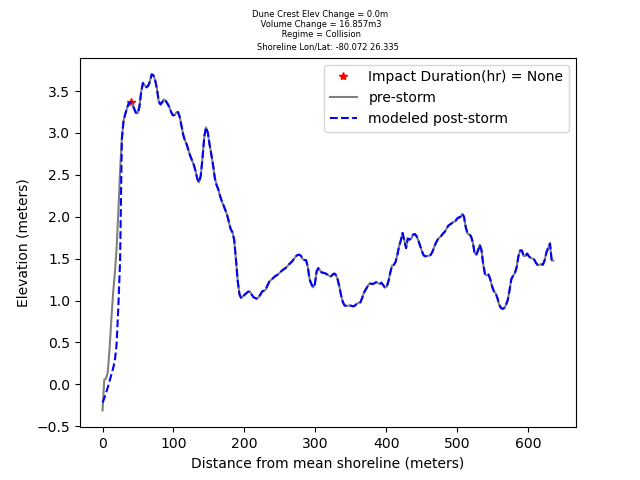 Dune Crest Elev Change = 0.0m
Volume Change = 16.857m3
Regime = Collision
Shoreline Lon/Lat: -80.072 26.335
Impact Duration(hr) = None
pre-storm
modeled post-storm
Elevation (meters)
3.5
3.0
2.5
2.0
1.5
1.0
0.5
0.0
−0.5
0 100 200 300 400 500 600
Distance from mean shoreline (meters)